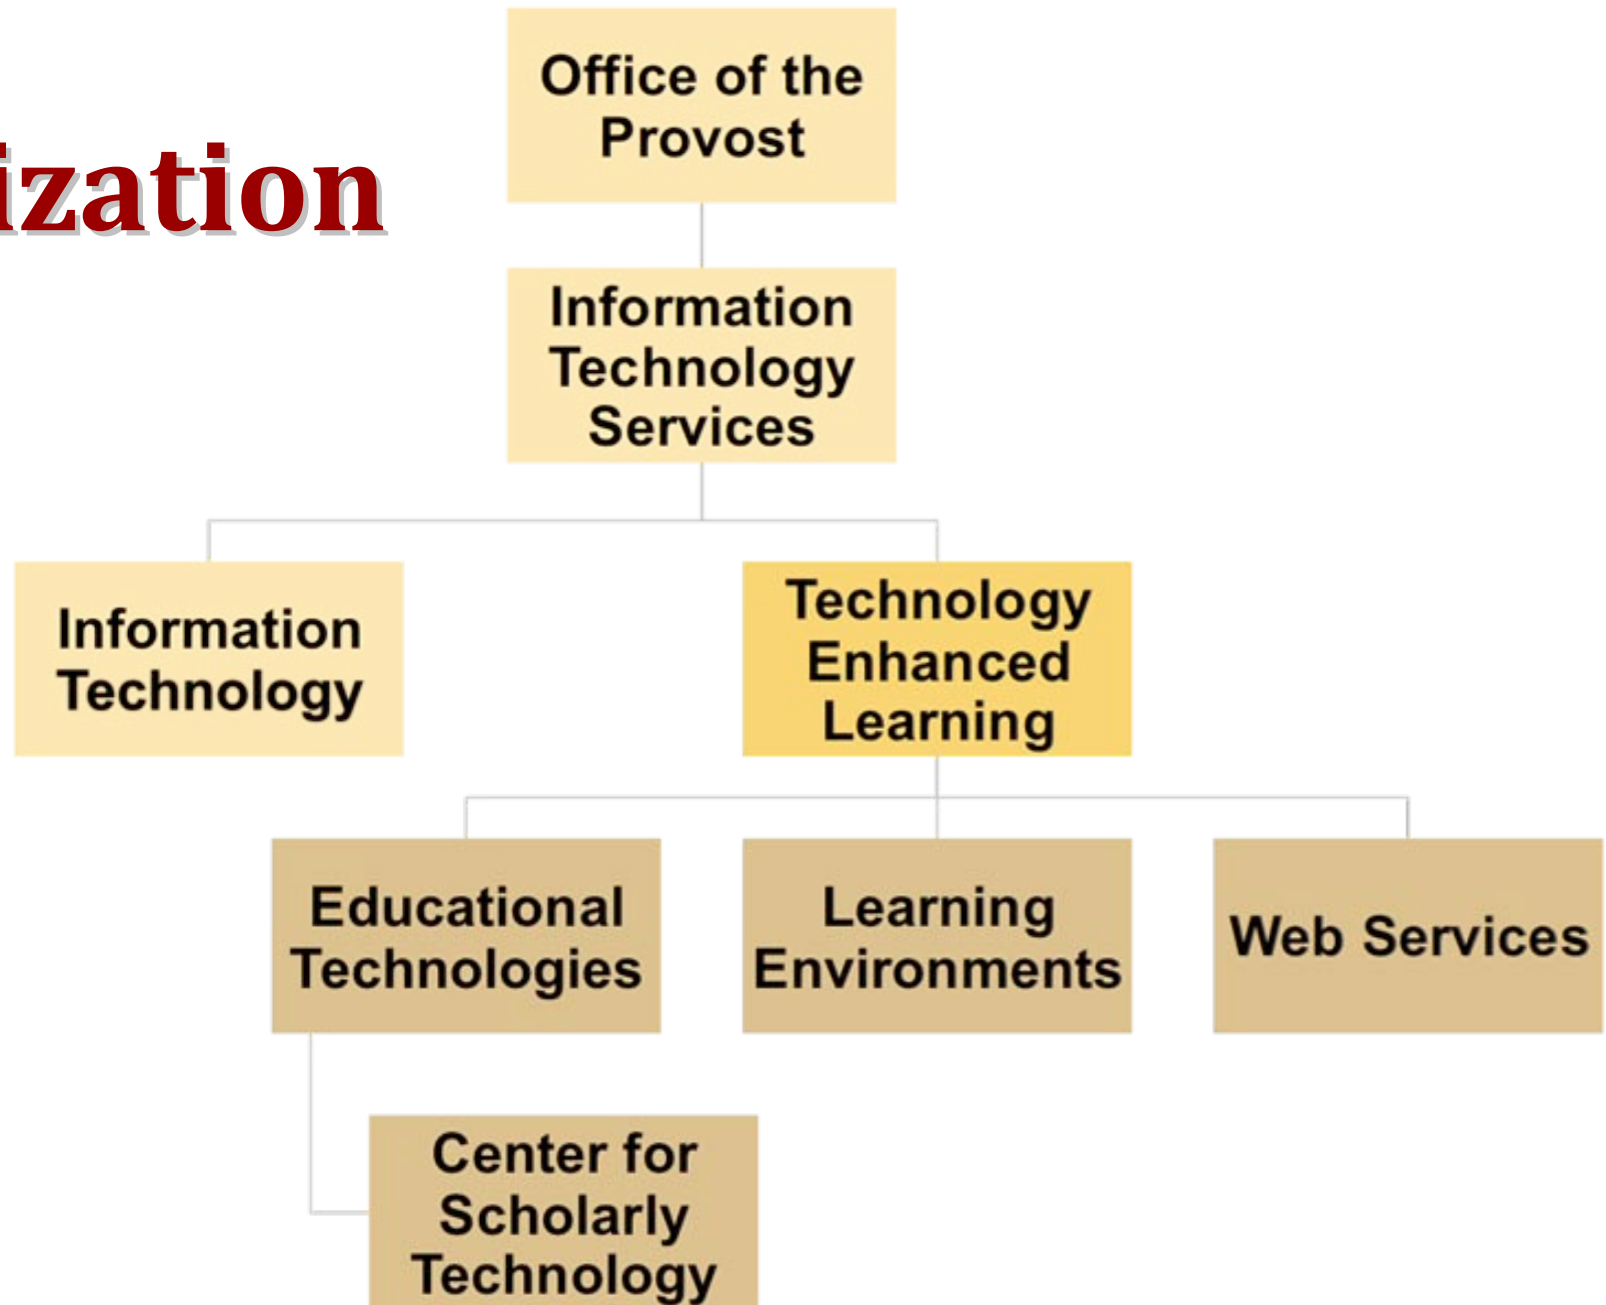 Office of the
Provost
ization
Information
Technology
Services
Information
Technology
Technology
Enhanced
Learning
Educational
Technologies
Learning
Environments
Web Services
Center for
Scholarly
Technology